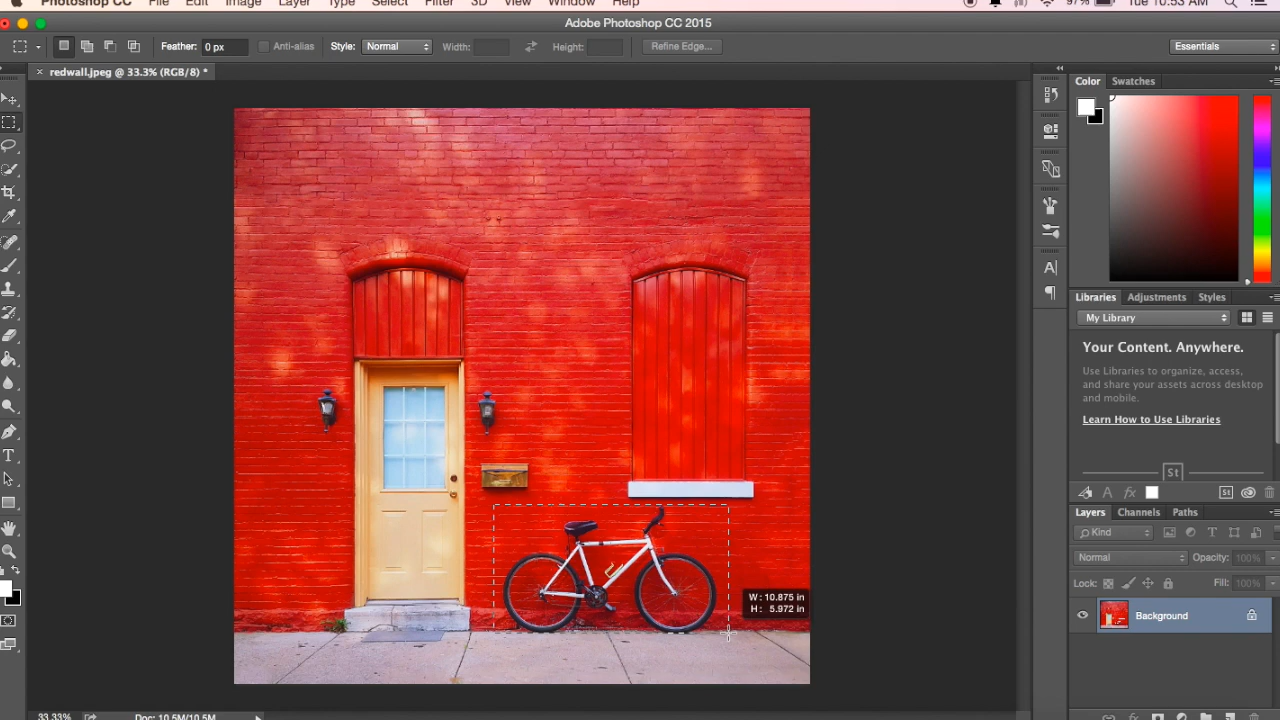 Photoshop CC File Edit Image Layer Type Select Filter 3D View Window Help 97% Tue 10:53 AM
Adobe Photoshop CC 2015
Feather: 0 px Anti-alias Style: Normal Width: Height: Refine Edge... Essentials
× redwall.jpeg @ 33.3% (RGB/8) *
Color Swatches
A
Libraries Adjustments Styles
My Library
Your Content. Anywhere.
Use Libraries to organize, access,
and share your assets across desktop
and mobile.
Learn How to Use Libraries
T
St
A fx St
Layers Channels Paths
Kind T
Normal Opacity: 100%
Lock: Fill: 100%
W: 10.875 in
H: 5.972 in
Background
33.33% Doc: 10.5M/10.5M